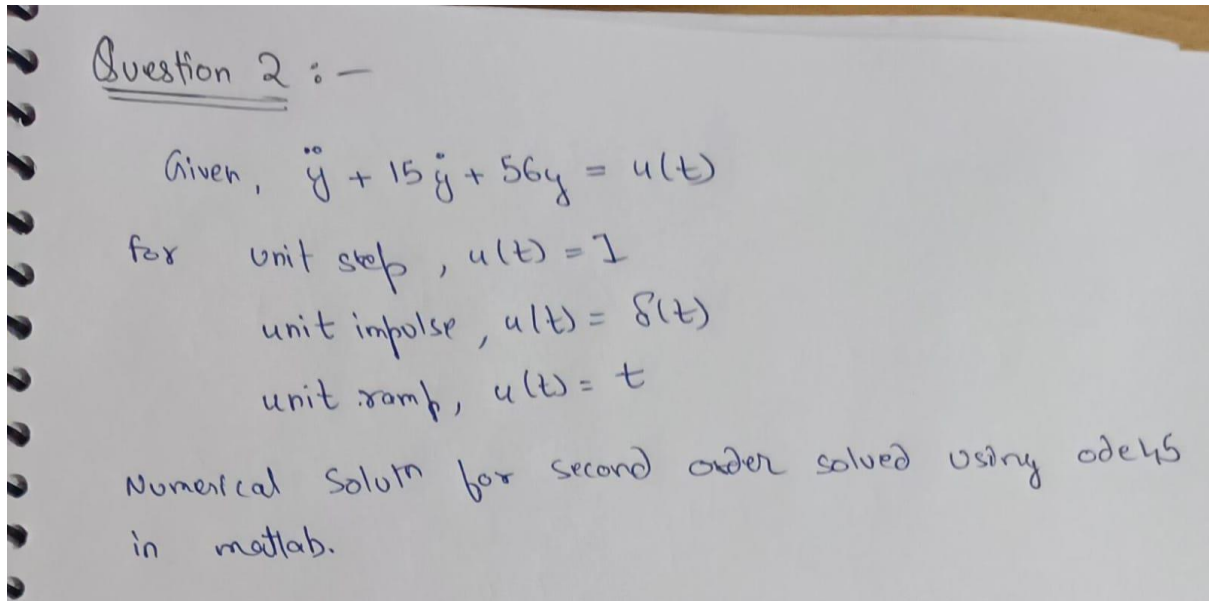 Question 2 :-
Given, ÿ + 15ẏ + 56y = u(t)
for unit step, u(t) = 1
unit impulse, u(t) = δ(t)
unit ramp, u(t) = t
Numerical Solutn for second order solved using ode45
in matlab.